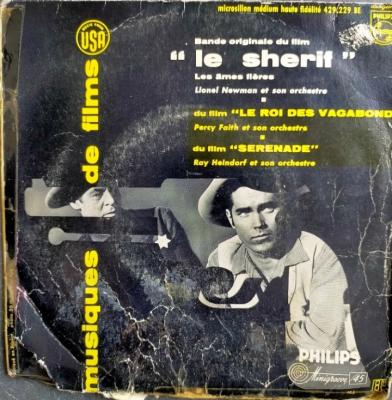 microsillon médium haute fidélité 429.229 BE
PHILIPS
USA
Bande originale du film
"le sherif"
Les âmes fières
Lionel Newman et son orchestre
du film "LE ROI DES VAGABOND
Percy Faith et son orchestre
du film "SERENADE"
Ray Heindorf et son orchestre
musiques de films
PHILIPS
Minigroove 45